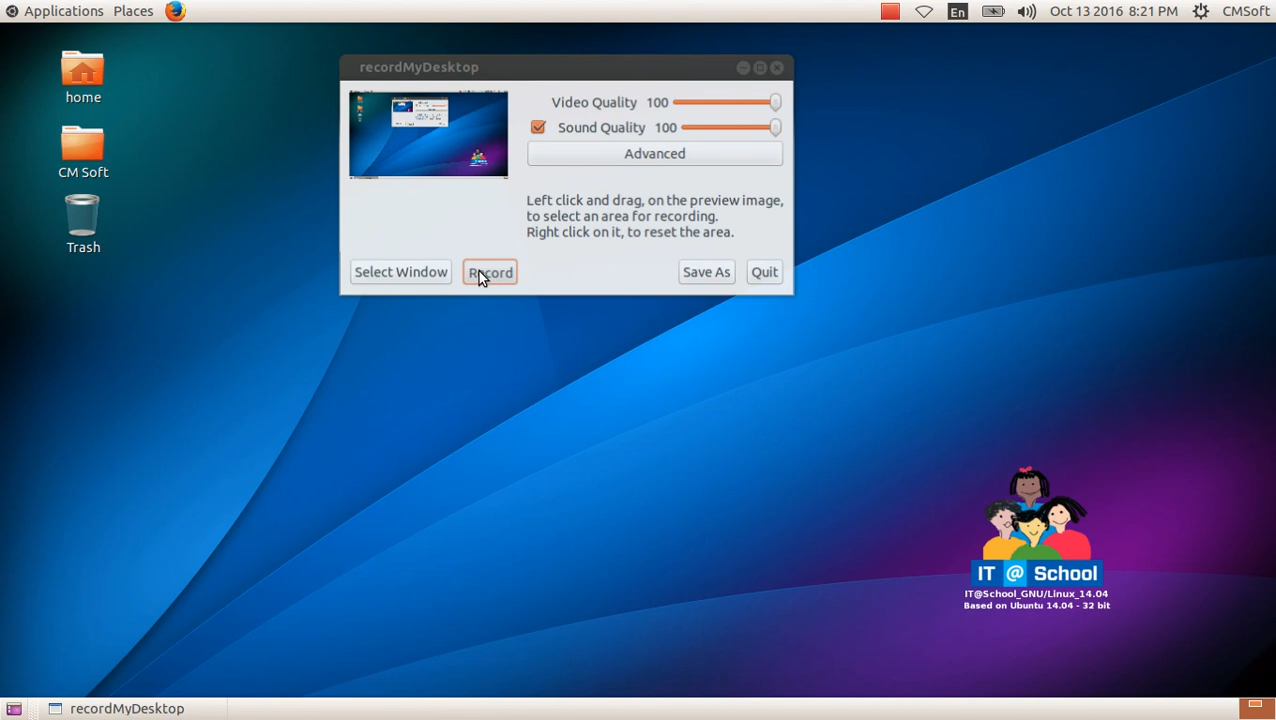 Applications Places En Oct 13 2016 8:21 PM CMSoft
home
CM Soft
Trash
recordMyDesktop
Video Quality 100
Sound Quality 100
Advanced
Left click and drag, on the preview image,
to select an area for recording.
Right click on it, to reset the area.
Select Window Record Save As Quit
IT @ School
IT@School_GNU/Linux_14.04
Based on Ubuntu 14.04 - 32 bit
recordMyDesktop